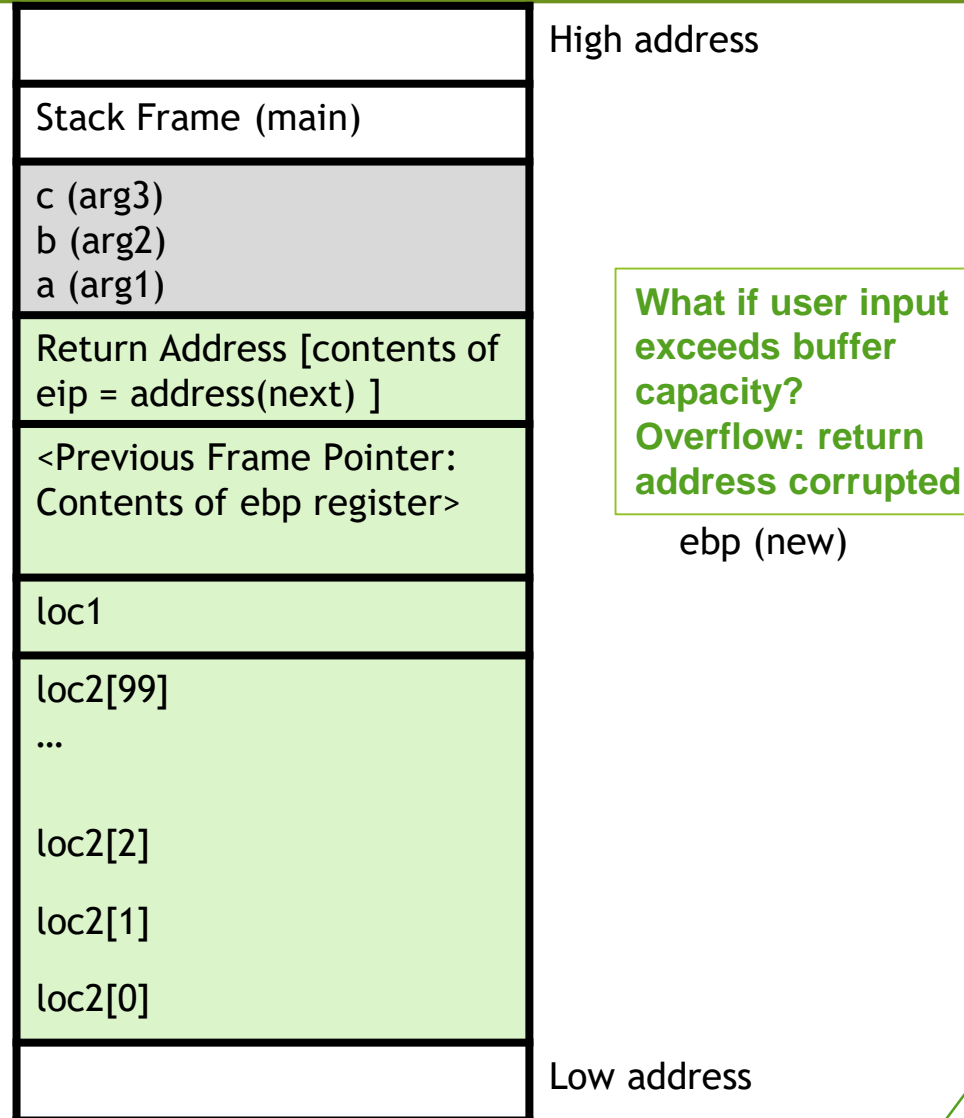 High address
Stack Frame (main)
c (arg3)
b (arg2)
a (arg1)
Return Address [contents of
eip = address(next) ]
<Previous Frame Pointer:
Contents of ebp register>
What if user input
exceeds buffer
capacity?
Overflow: return
address corrupted
ebp (new)
loc1
loc2[99]
…
loc2[2]
loc2[1]
loc2[0]
Low address